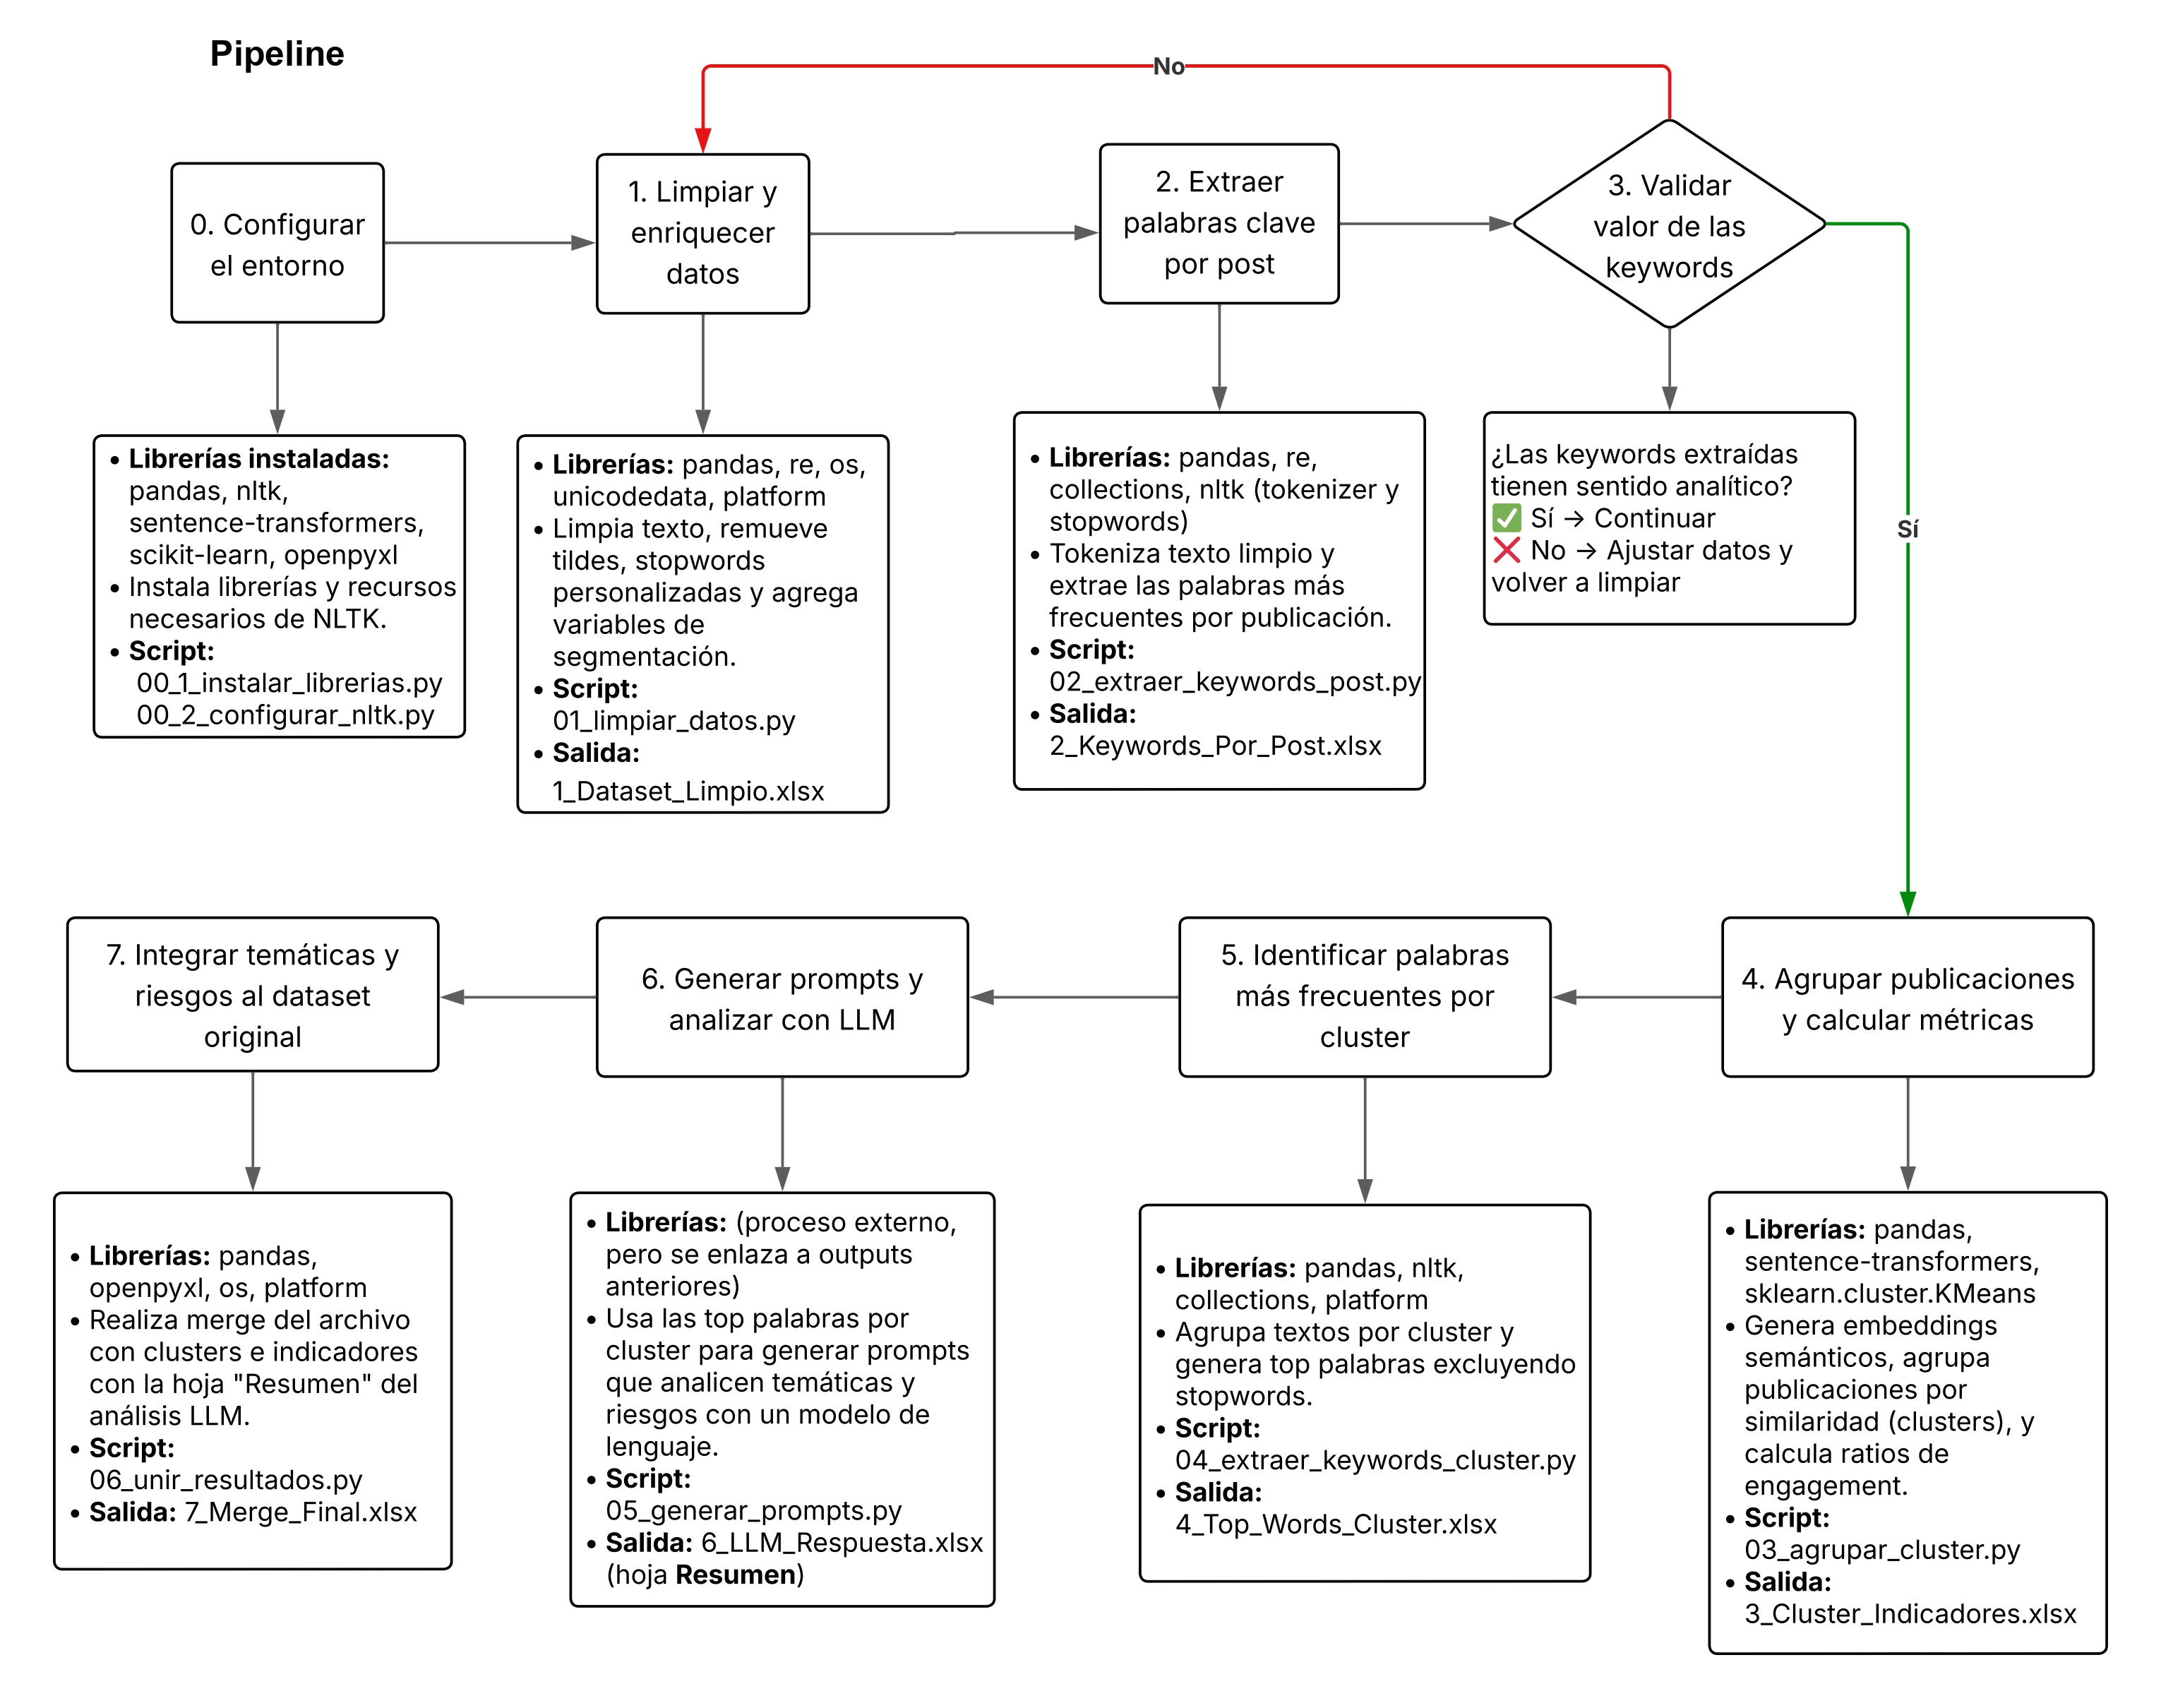 Pipeline
No
0. Configurar
el entorno
1. Limpiar y
enriquecer
datos
2. Extraer
palabras clave
por post
3. Validar
valor de las
keywords
• Librerías instaladas:
pandas, nltk,
sentence-transformers,
scikit-learn, openpyxl
• Instala librerías y recursos
necesarios de NLTK.
• Script:
00_1_instalar_librerias.py
00_2_configurar_nltk.py
• Librerías: pandas, re, os,
unicodedata, platform
• Limpia texto, remueve
tildes, stopwords
personalizadas y agrega
variables de
segmentación.
• Script:
01_limpiar_datos.py
• Salida:
1_Dataset_Limpio.xlsx
• Librerías: pandas, re,
collections, nltk (tokenizer y
stopwords)
• Tokeniza texto limpio y
extrae las palabras más
frecuentes por publicación.
• Script:
02_extraer_keywords_post.py
• Salida:
2_Keywords_Por_Post.xlsx
¿Las keywords extraídas
tienen sentido analítico?
✅ Sí → Continuar
❌ No → Ajustar datos y
volver a limpiar
Sí
7. Integrar temáticas y
riesgos al dataset
original
6. Generar prompts y
analizar con LLM
5. Identificar palabras
más frecuentes por
cluster
4. Agrupar publicaciones
y calcular métricas
• Librerías: pandas,
openpyxl, os, platform
• Realiza merge del archivo
con clusters e indicadores
con la hoja "Resumen" del
análisis LLM.
• Script:
06_unir_resultados.py
• Salida: 7_Merge_Final.xlsx
• Librerías: (proceso externo,
pero se enlaza a outputs
anteriores)
• Usa las top palabras por
cluster para generar prompts
que analicen temáticas y
riesgos con un modelo de
lenguaje.
• Script:
05_generar_prompts.py
• Salida: 6_LLM_Respuesta.xlsx
(hoja Resumen)
• Librerías: pandas, nltk,
collections, platform
• Agrupa textos por cluster y
genera top palabras excluyendo
stopwords.
• Script:
04_extraer_keywords_cluster.py
• Salida:
4_Top_Words_Cluster.xlsx
• Librerías: pandas,
sentence-transformers,
sklearn.cluster.KMeans
• Genera embeddings
semánticos, agrupa
publicaciones por
similaridad (clusters), y
calcula ratios de
engagement.
• Script:
03_agrupar_cluster.py
• Salida:
3_Cluster_Indicadores.xlsx